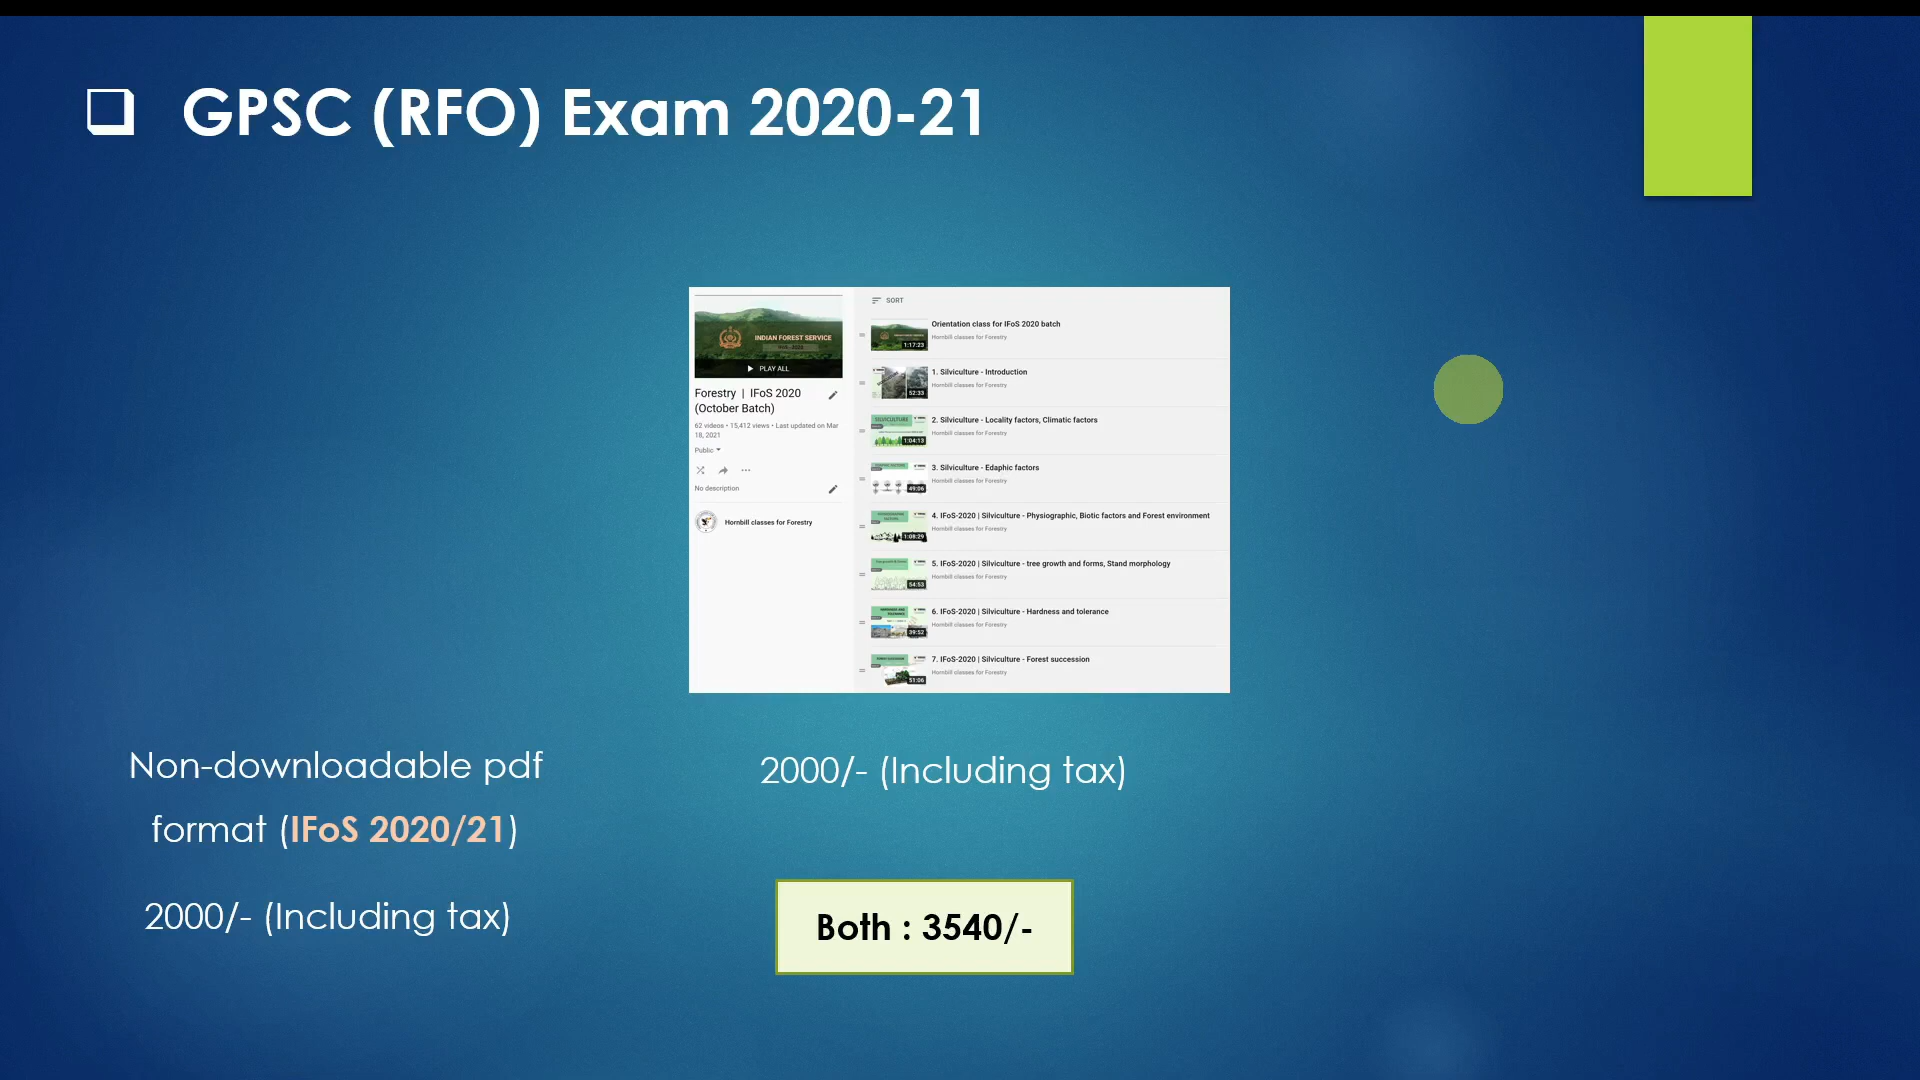 GPSC (RFO) Exam 2020-21
INDIAN FOREST SERVICE
PLAY ALL
Forestry | IFoS 2020
(October Batch)
62 videos • 15,412 views • Last updated on Mar
18, 2021
Public
No description
Hornbill classes for Forestry
SORT
Orientation class for IFoS 2020 batch
Hornbill classes for Forestry
1:17:23
1. Silviculture - Introduction
Hornbill classes for Forestry
52:33
2. Silviculture - Locality factors, Climatic factors
Hornbill classes for Forestry
SILVICULTURE
1:04:13
3. Silviculture - Edaphic factors
Hornbill classes for Forestry
49:06
4. IFoS-2020 | Silviculture - Physiographic, Biotic factors and Forest environment
Hornbill classes for Forestry
1:08:29
5. IFoS-2020 | Silviculture - tree growth and forms, Stand morphology
Hornbill classes for Forestry
54:53
6. IFoS-2020 | Silviculture - Hardness and tolerance
Hornbill classes for Forestry
39:52
7. IFoS-2020 | Silviculture - Forest succession
Hornbill classes for Forestry
51:06
Non-downloadable pdf
format (IFoS 2020/21)
2000/- (Including tax)
2000/- (Including tax)
Both : 3540/-